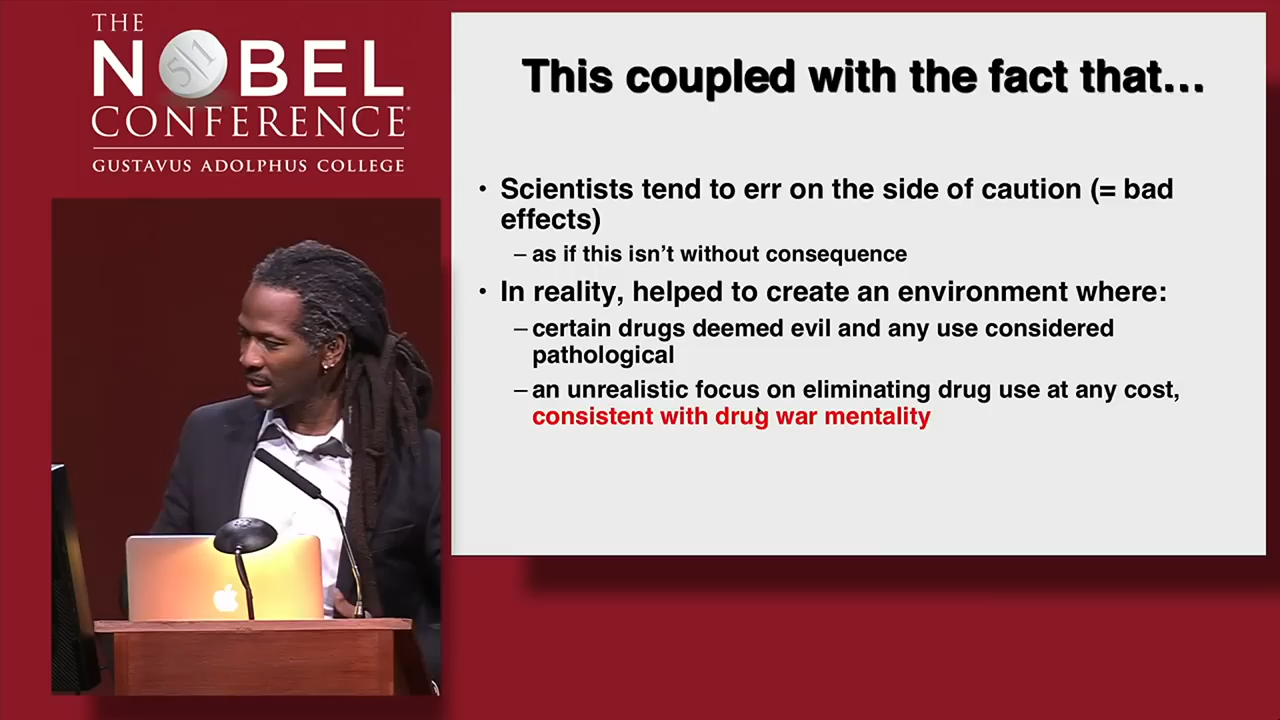 THE
NOBEL
51
CONFERENCE®
GUSTAVUS ADOLPHUS COLLEGE
This coupled with the fact that…
• Scientists tend to err on the side of caution (= bad
effects)
– as if this isn’t without consequence
• In reality, helped to create an environment where:
– certain drugs deemed evil and any use considered
pathological
– an unrealistic focus on eliminating drug use at any cost,
consistent with drug war mentality